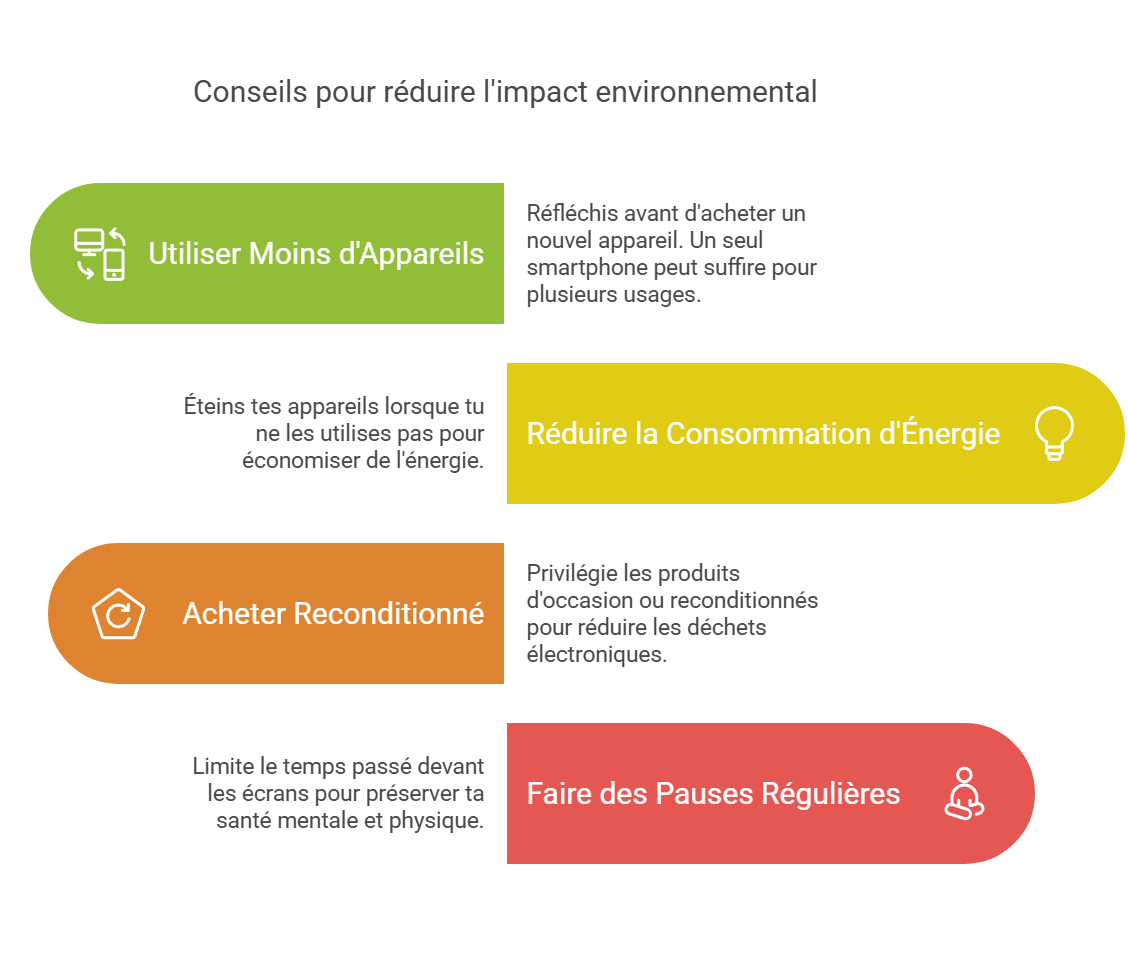 Conseils pour réduire l'impact environnemental
Utiliser Moins d'Appareils
Réfléchis avant d'acheter un
nouvel appareil. Un seul
smartphone peut suffire pour
plusieurs usages.
Éteins tes appareils lorsque tu
ne les utilises pas pour
économiser de l'énergie.
Réduire la Consommation d'Énergie
Acheter Reconditionné
Privilégie les produits
d'occasion ou reconditionnés
pour réduire les déchets
électroniques.
Limite le temps passé devant
les écrans pour préserver ta
santé mentale et physique.
Faire des Pauses Régulières